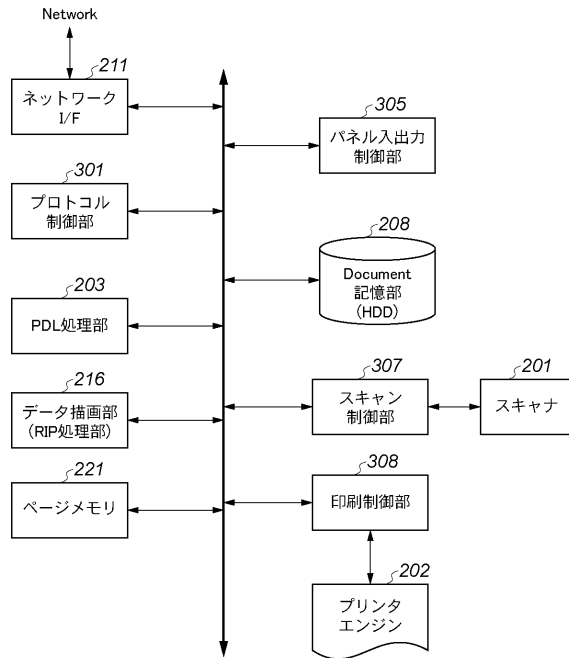 Network
211
ネットワーク
I/F
305
パネル入出力
制御部
301
プロトコル
制御部
208
Document
記憶部
(HDD)
203
PDL処理部
307
スキャン
制御部
201
スキャナ
216
データ描画部
(RIP処理部)
221
ページメモリ
308
印刷制御部
202
プリンタ
エンジン